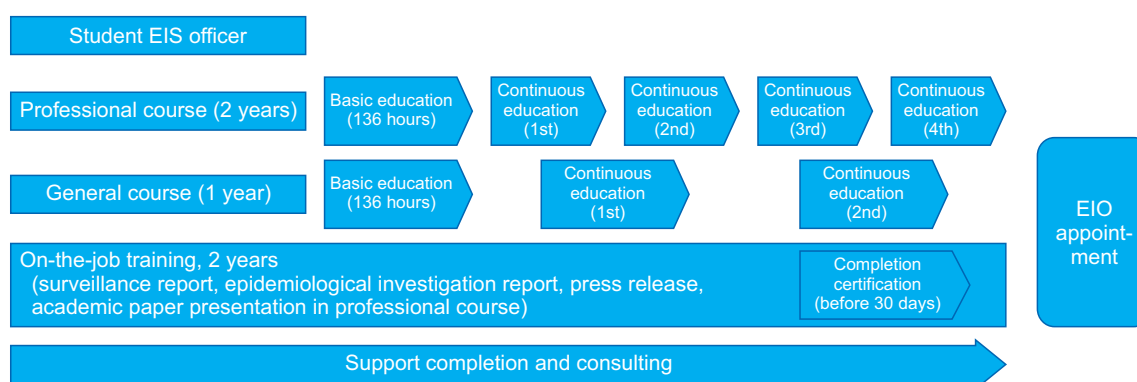 Student EIS officer
Professional course (2 years)
Basic education
(136 hours)
Continuous
education
(1st)
Continuous
education
(2nd)
Continuous
education
(3rd)
Continuous
education
(4th)
General course (1 year)
Basic education
(136 hours)
Continuous
education
(1st)
Continuous
education
(2nd)
On-the-job training, 2 years
(surveillance report, epidemiological investigation report, press release,
academic paper presentation in professional course)
Completion
certification
(before 30 days)
Support completion and consulting
EIO
appoint-
ment